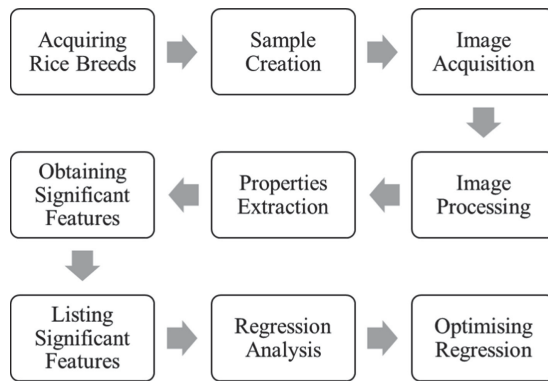 Acquiring
Rice Breeds
Sample
Creation
Image
Acquisition
Image
Processing
Properties
Extraction
Obtaining
Significant
Features
Listing
Significant
Features
Regression
Analysis
Optimising
Regression